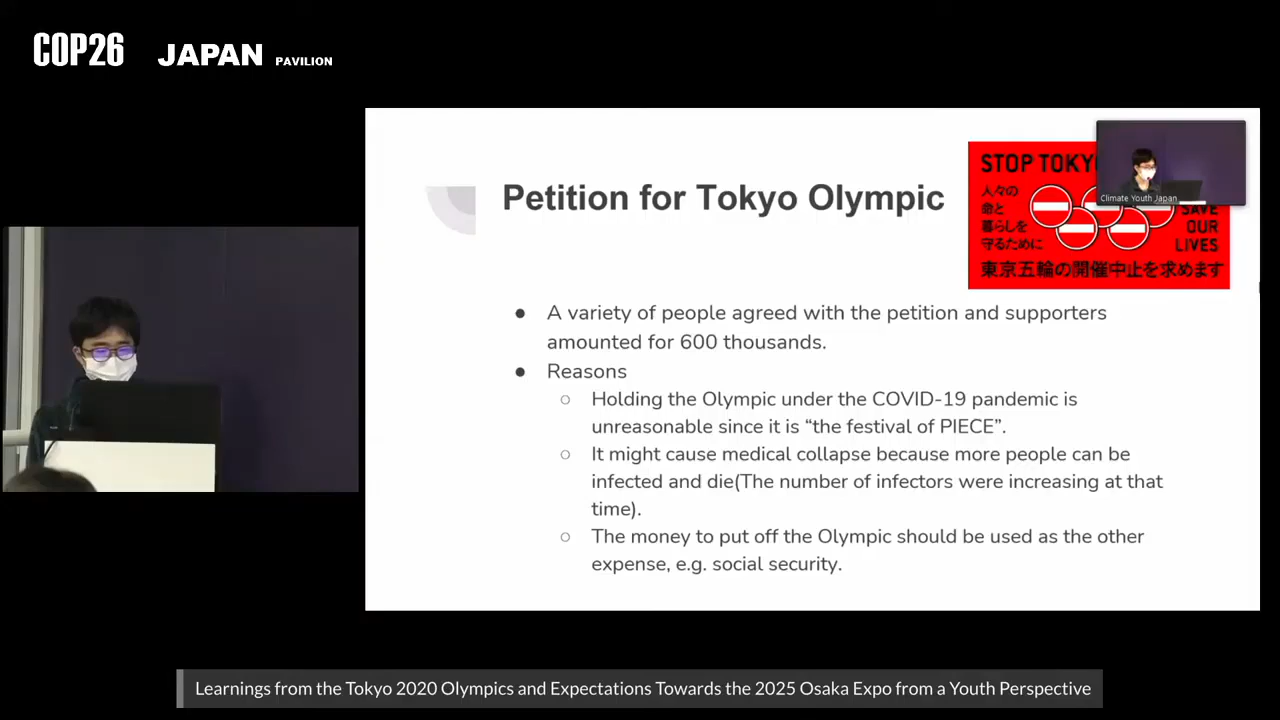 COP26 JAPAN PAVILION
Petition for Tokyo Olympic
STOP TOKY
人々の
命と
暮らしを
守るために
SAVE
OUR
LIVES
東京五輪の開催中止を求めます
Climate Youth Japan
● A variety of people agreed with the petition and supporters
amounted for 600 thousands.
● Reasons
○ Holding the Olympic under the COVID-19 pandemic is
unreasonable since it is “the festival of PIECE”.
○ It might cause medical collapse because more people can be
infected and die(The number of infectors were increasing at that
time).
○ The money to put off the Olympic should be used as the other
expense, e.g. social security.
Learnings from the Tokyo 2020 Olympics and Expectations Towards the 2025 Osaka Expo from a Youth Perspective